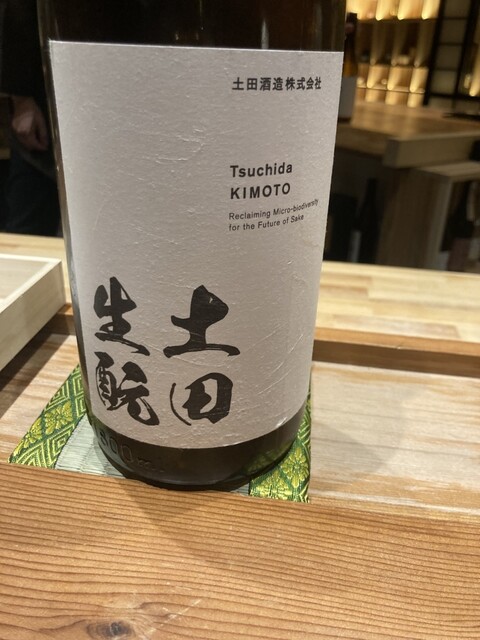 土田酒造株式会社
Tsuchida
KIMOTO
Reclaiming Micro-biodiversity
for the Future of Sake
土田
生酛